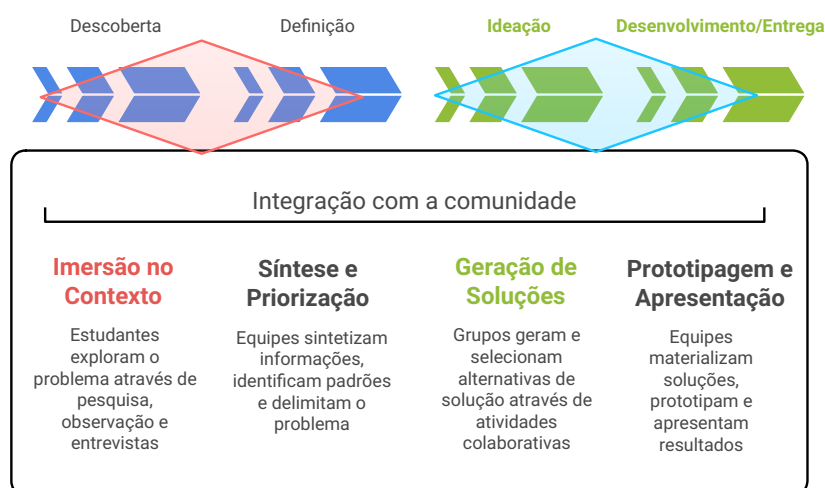 Descoberta
Definição
Ideação
Desenvolvimento/Entrega
Integração com a comunidade
Imersão no
Contexto
Estudantes
exploram o
problema através de
pesquisa,
observação e
entrevistas
Síntese e
Priorização
Equipes sintetizam
informações,
identificam padrões
e delimitam o
problema
Geração de
Soluções
Grupos geram e
selecionam
alternativas de
solução através de
atividades
colaborativas
Prototipagem e
Apresentação
Equipes
materializam
soluções,
prototipam e
apresentam
resultados